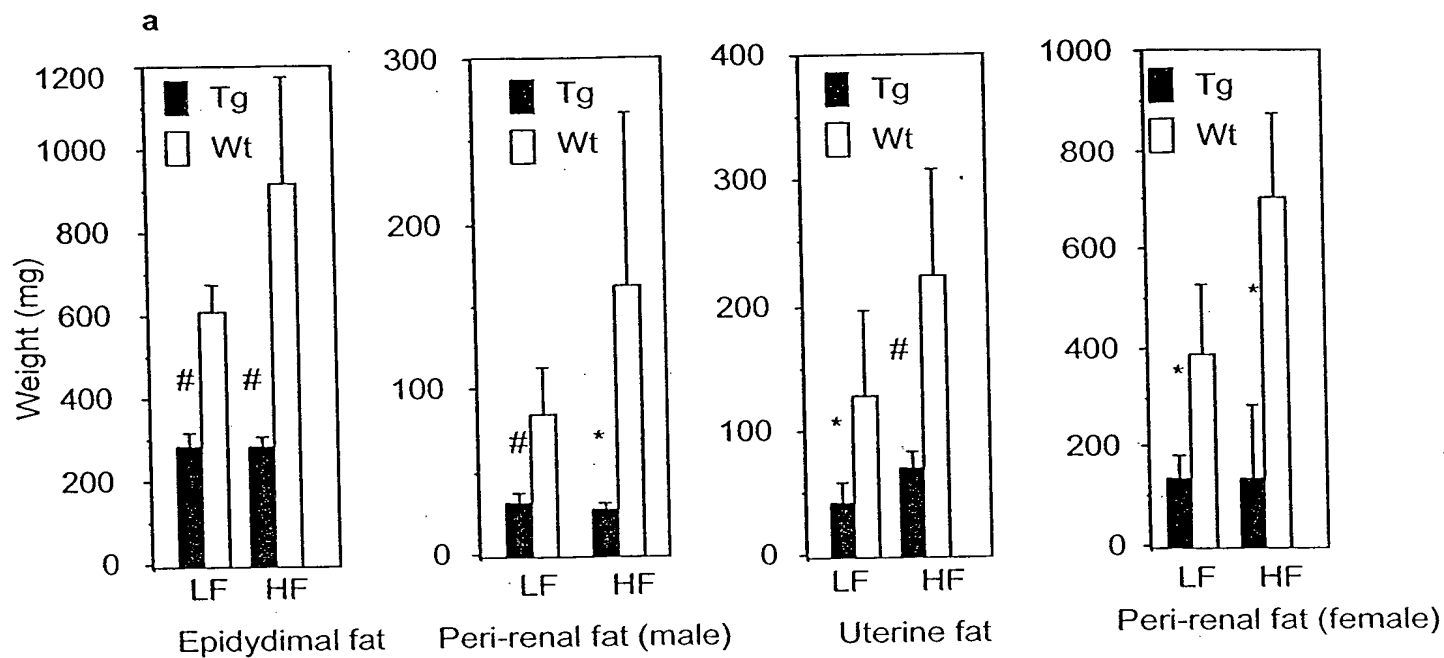 a
Weight (mg)
1200
1000
800
600
400
200
0
Tg
Wt
#
#
LF HF
Epidydimal fat
300
200
100
0
Tg
Wt
#
*
LF HF
Peri-renal fat (male)
400
300
200
100
0
Tg
Wt
*
#
LF HF
Uterine fat
1000
800
600
400
200
0
Tg
Wt
*
*
LF HF
Peri-renal fat (female)